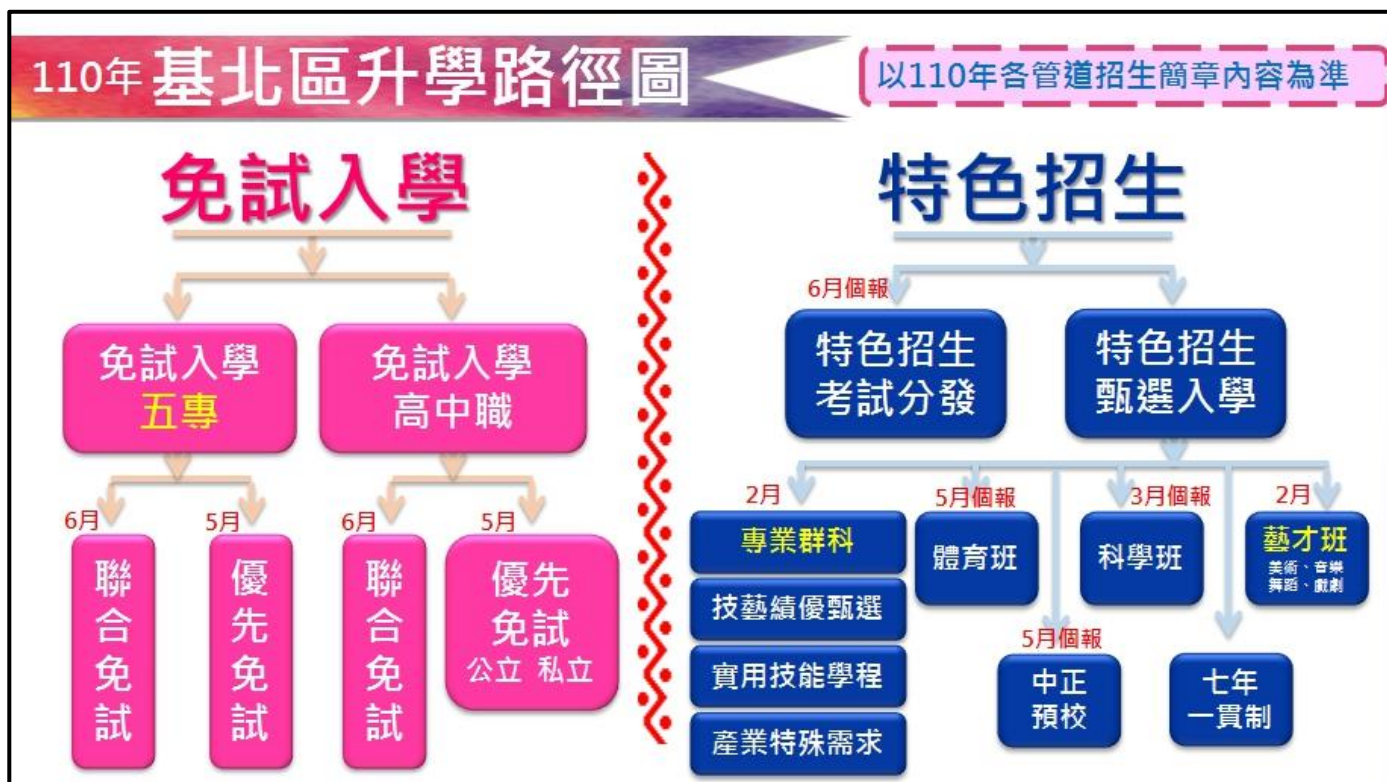 110年 基北區升學路徑圖
以110年各管道招生簡章內容為準
免試入學
免試入學
五專
免試入學
高中職
6月
聯合免試
5月
優先免試
6月
聯合免試
5月
優先
免試
公立 私立
特色招生
6月個報
特色招生
考試分發
特色招生
甄選入學
2月
專業群科
技藝績優甄選
實用技能學程
產業特殊需求
5月個報
體育班
5月個報
中正
預校
3月個報
科學班
七年
一貫制
2月
藝才班
美術、音樂
舞蹈、戲劇